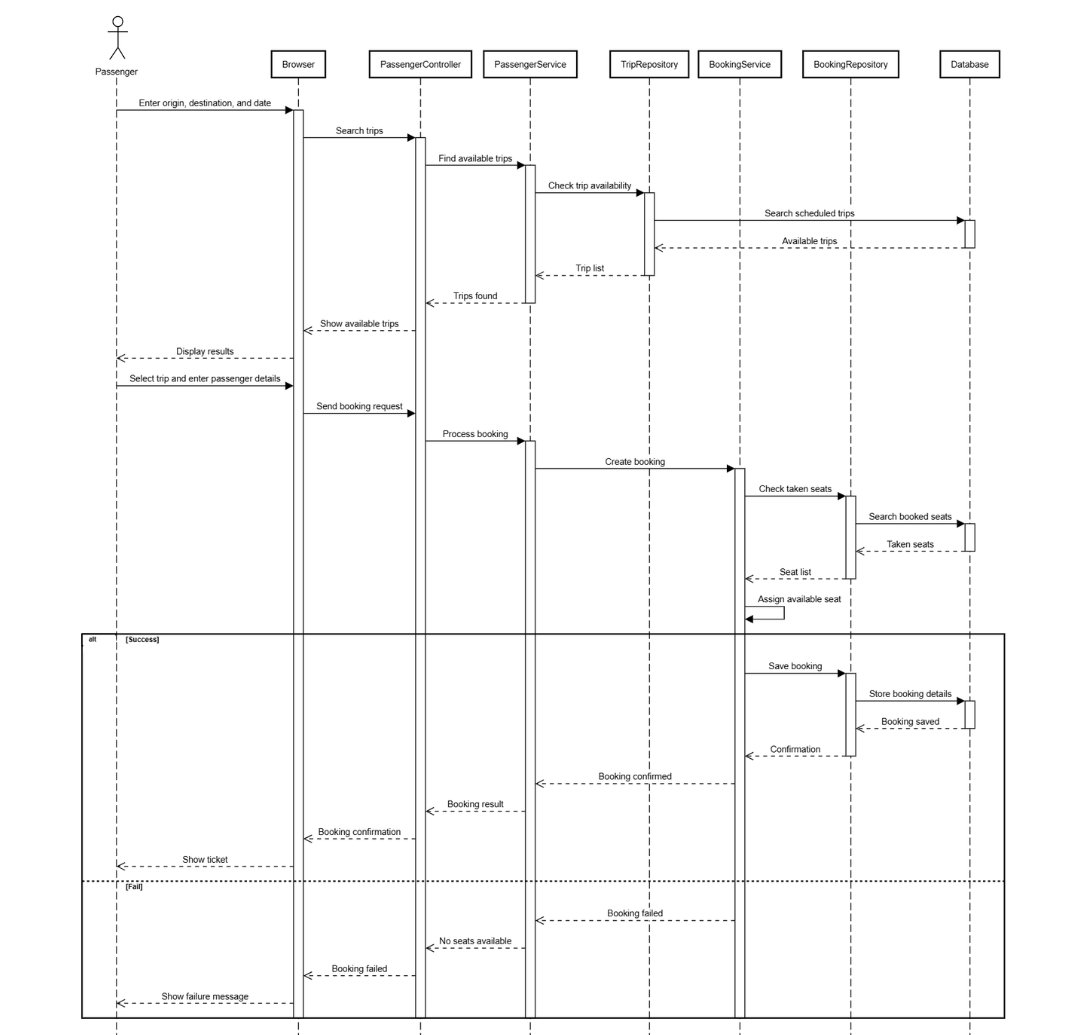 Passenger
Browser
PassengerController
PassengerService
TripRepository
BookingService
BookingRepository
Database
Enter origin, destination, and date
Search trips
Find available trips
Check trip availability
Search scheduled trips
Available trips
Trip list
Trips found
Show available trips
Display results
Select trip and enter passenger details
Send booking request
Process booking
Create booking
Check taken seats
Search booked seats
Taken seats
Seat list
Assign available seat
alt
[Success]
Save booking
Store booking details
Booking saved
Confirmation
Booking confirmed
Booking result
Booking confirmation
Show ticket
[Fail]
Booking failed
No seats available
Booking failed
Show failure message